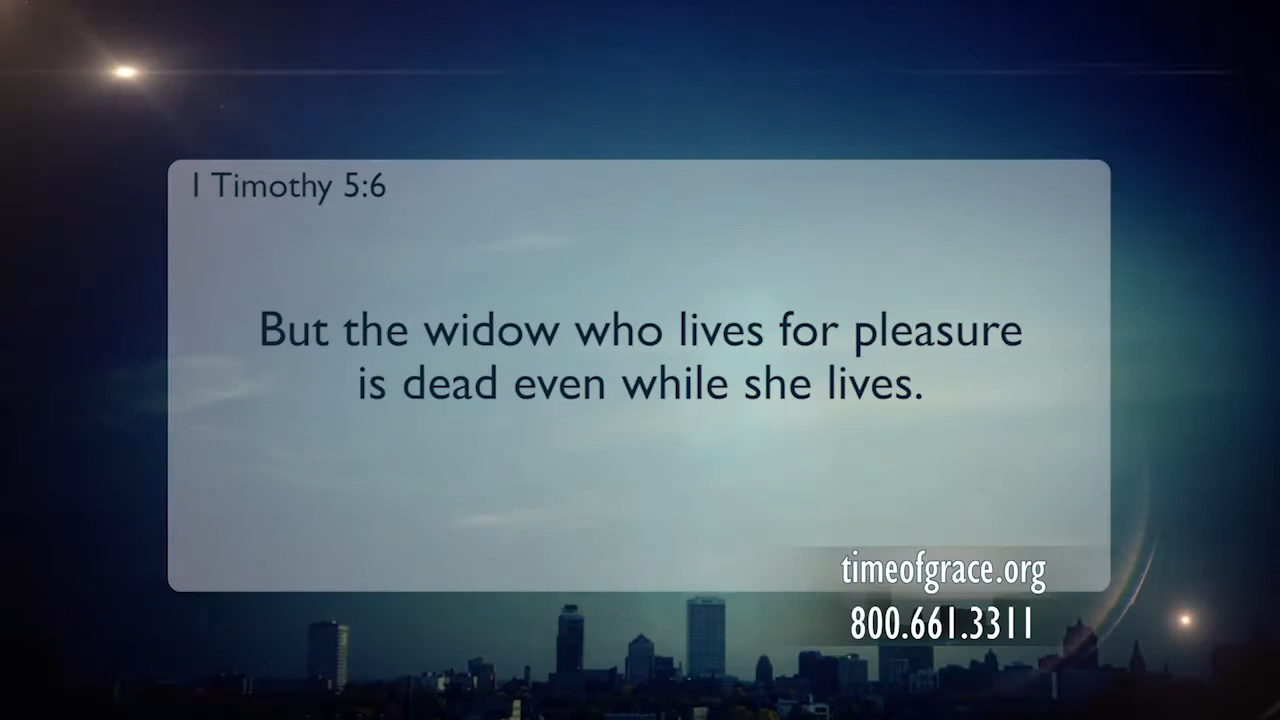 1 Timothy 5:6
But the widow who lives for pleasure
is dead even while she lives.
timeofgrace.org
800.661.3311